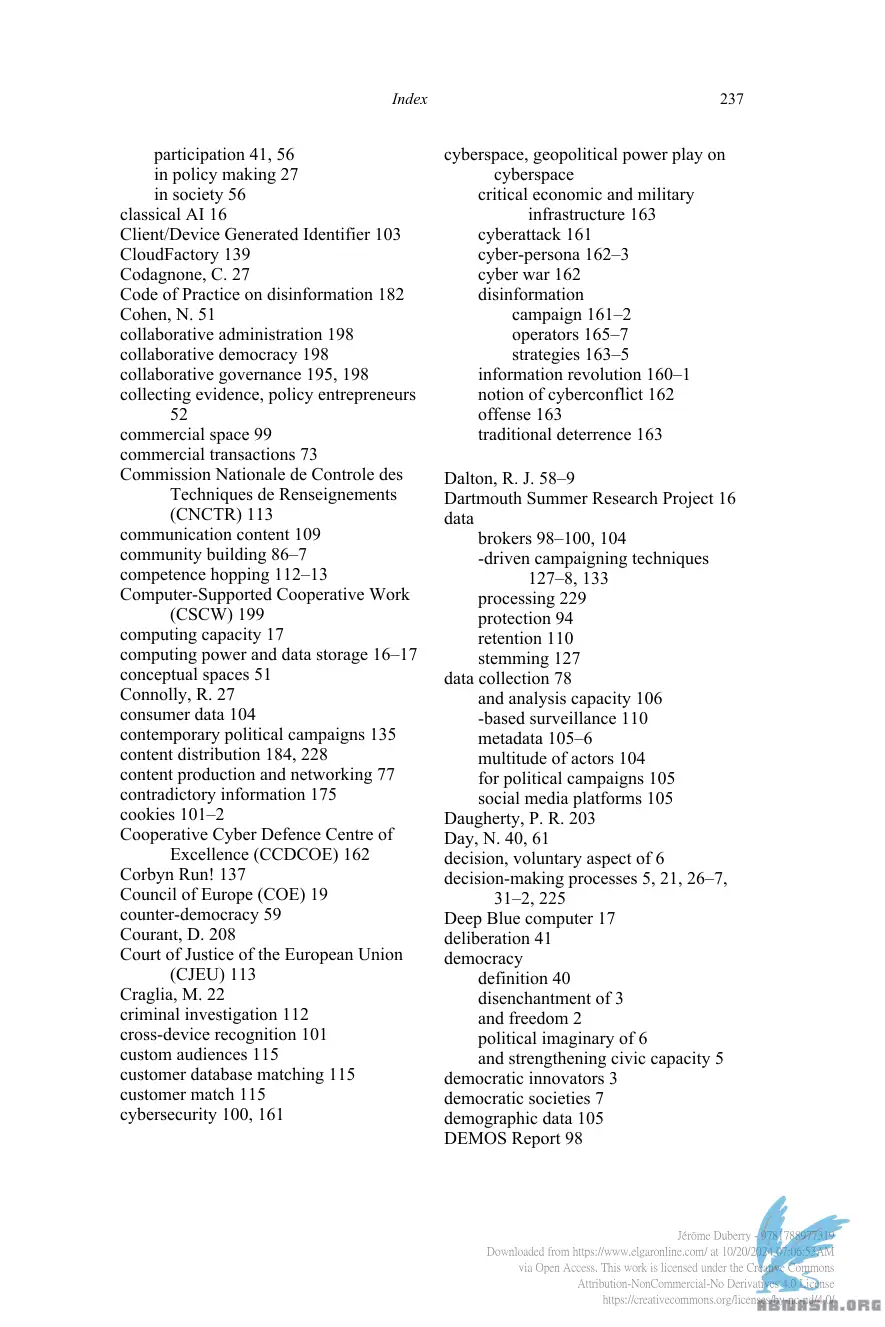 Index 237
participation 41, 56
in policy making 27
in society 56
classical AI 16
Client/Device Generated Identifier 103
CloudFactory 139
Codagnone, C. 27
Code of Practice on disinformation 182
Cohen, N. 51
collaborative administration 198
collaborative democracy 198
collaborative governance 195, 198
collecting evidence, policy entrepreneurs
52
commercial space 99
commercial transactions 73
Commission Nationale de Controle des
Techniques de Renseignements
(CNCTR) 113
communication content 109
community building 86–7
competence hopping 112–13
Computer-Supported Cooperative Work
(CSCW) 199
computing capacity 17
computing power and data storage 16–17
conceptual spaces 51
Connolly, R. 27
consumer data 104
contemporary political campaigns 135
content distribution 184, 228
content production and networking 77
contradictory information 175
cookies 101–2
Cooperative Cyber Defence Centre of
Excellence (CCDCOE) 162
Corbyn Run! 137
Council of Europe (COE) 19
counter-democracy 59
Courant, D. 208
Court of Justice of the European Union
(CJEU) 113
Craglia, M. 22
criminal investigation 112
cross-device recognition 101
custom audiences 115
customer database matching 115
customer match 115
cybersecurity 100, 161
cyberspace, geopolitical power play on
cyberspace
critical economic and military
infrastructure 163
cyberattack 161
cyber-persona 162–3
cyber war 162
disinformation
campaign 161–2
operators 165–7
strategies 163–5
information revolution 160–1
notion of cyberconflict 162
offense 163
traditional deterrence 163
Dalton, R. J. 58–9
Dartmouth Summer Research Project 16
data
brokers 98–100, 104
-driven campaigning techniques
127–8, 133
processing 229
protection 94
retention 110
stemming 127
data collection 78
and analysis capacity 106
-based surveillance 110
metadata 105–6
multitude of actors 104
for political campaigns 105
social media platforms 105
Daugherty, P. R. 203
Day, N. 40, 61
decision, voluntary aspect of 6
decision-making processes 5, 21, 26–7,
31–2, 225
Deep Blue computer 17
deliberation 41
democracy
definition 40
disenchantment of 3
and freedom 2
political imaginary of 6
and strengthening civic capacity 5
democratic innovators 3
democratic societies 7
demographic data 105
DEMOS Report 98
Jérôme Duberry - 9781788977319
Downloaded from https://www.elgaronline.com/ at 10/20/2024 07:06:52AM
via Open Access. This work is licensed under the Creative Commons
Attribution-NonCommercial-No Derivatives 4.0 License
https://creativecommons.org/licenses/by-nc-nd/4.0/